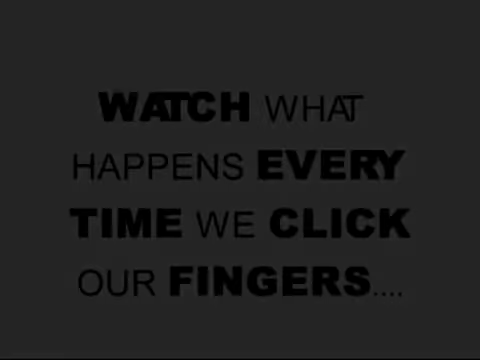 WATCH WHAT
HAPPENS EVERY
TIME WE CLICK
OUR FINGERS....